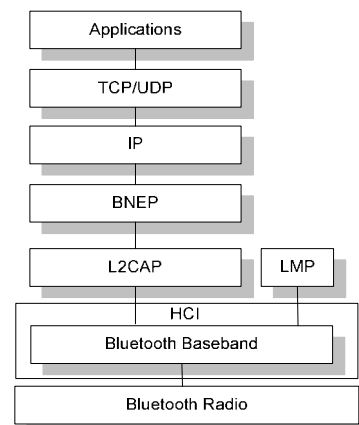 Applications
TCP/UDP
IP
BNEP
L2CAP
LMP
HCI
Bluetooth Baseband
Bluetooth Radio